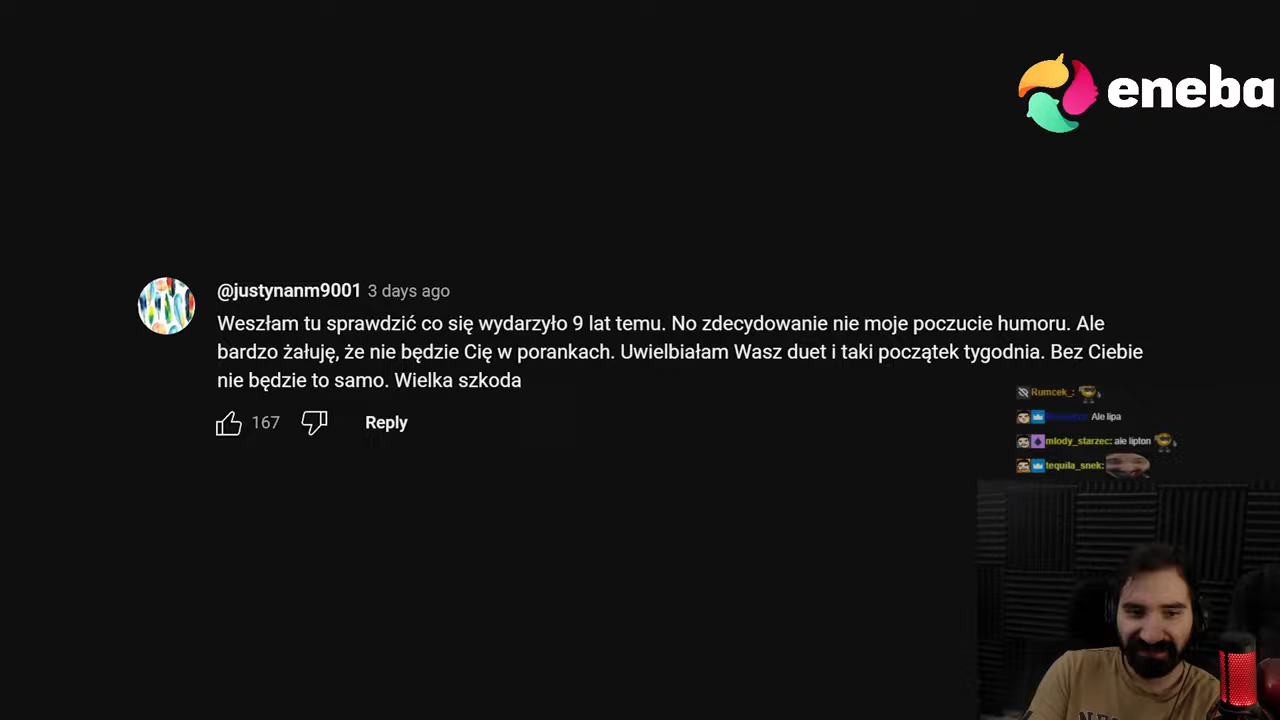 eneba
@justynanm9001 3 days ago
Weszłam tu sprawdzić co się wydarzyło 9 lat temu. No zdecydowanie nie moje poczucie humoru. Ale
bardzo żałuję, że nie będzie Cię w porankach. Uwielbiałam Wasz duet i taki początek tygodnia. Bez Ciebie
nie będzie to samo. Wielka szkoda
167 Reply
Rumcek_:
Ale lipa
mlody_starzec: ale lipton
tequila_snek: